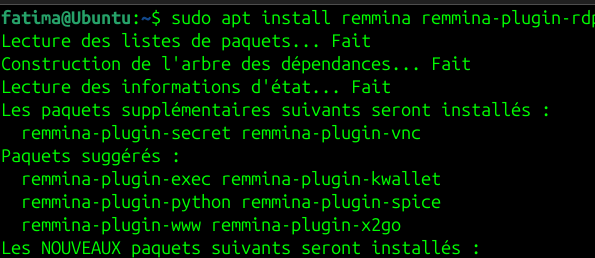 fatima@Ubuntu:~$ sudo apt install remmina remmina-plugin-rdp
Lecture des listes de paquets... Fait
Construction de l'arbre des dépendances... Fait
Lecture des informations d'état... Fait
Les paquets supplémentaires suivants seront installés :
remmina-plugin-secret remmina-plugin-vnc
Paquets suggérés :
remmina-plugin-exec remmina-plugin-kwallet
remmina-plugin-python remmina-plugin-spice
remmina-plugin-www remmina-plugin-x2go
Les NOUVEAUX paquets suivants seront installés :